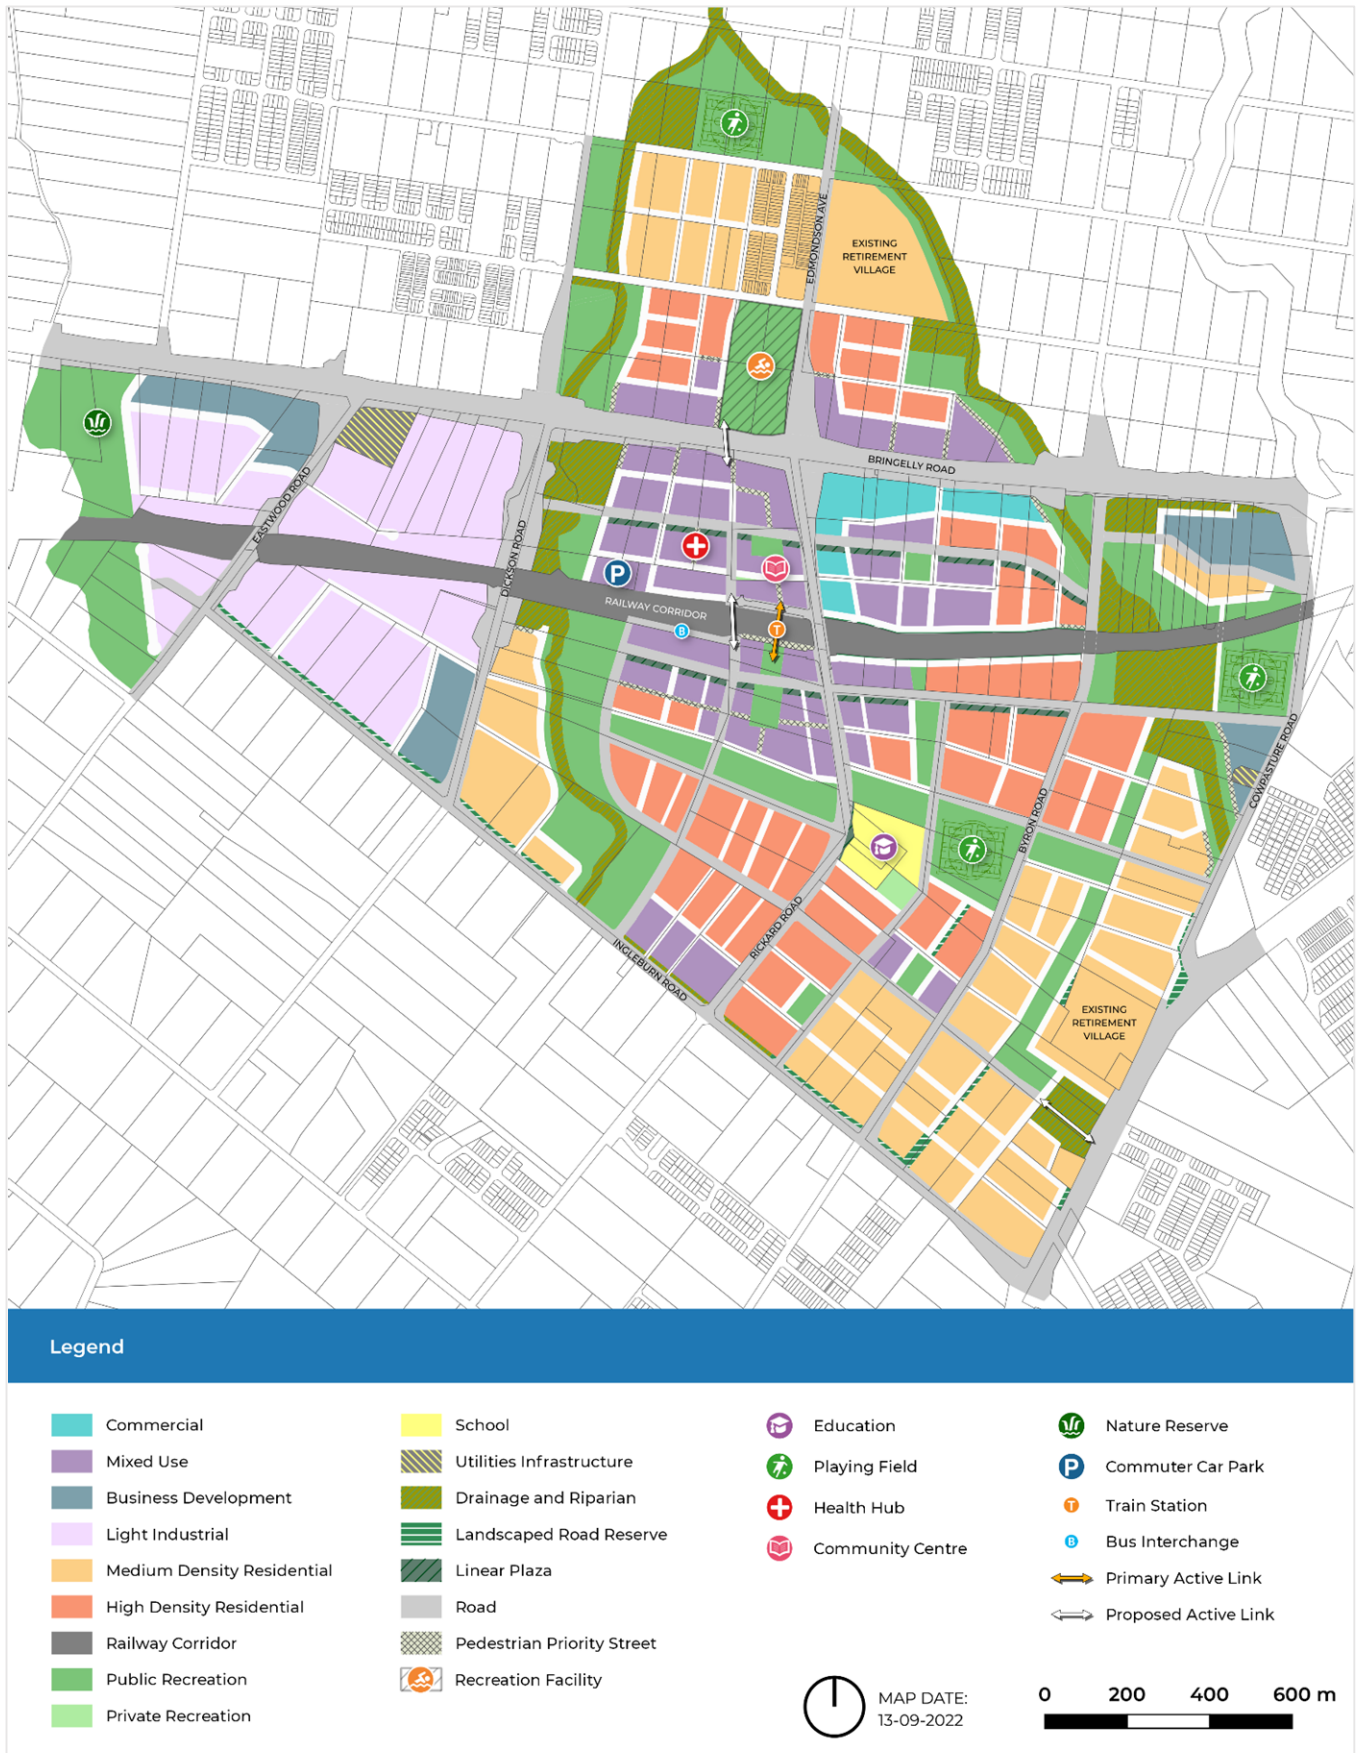 EDMONDSON AVE
EXISTING
RETIREMENT
VILLAGE
BRINGELLY ROAD
EASTWOOD ROAD
DICKSON ROAD
P
RAILWAY CORRIDOR
B
T
COWPASTURE ROAD
BYRON ROAD
RICKARD ROAD
INGLEBURN ROAD
EXISTING
RETIREMENT
VILLAGE
Legend
Commercial
Mixed Use
Business Development
Light Industrial
Medium Density Residential
High Density Residential
Railway Corridor
Public Recreation
Private Recreation
School
Utilities Infrastructure
Drainage and Riparian
Landscaped Road Reserve
Linear Plaza
Road
Pedestrian Priority Street
Recreation Facility
Education
Playing Field
Health Hub
Community Centre
Nature Reserve
P Commuter Car Park
T Train Station
B Bus Interchange
Primary Active Link
Proposed Active Link
MAP DATE:
13-09-2022
0 200 400 600 m